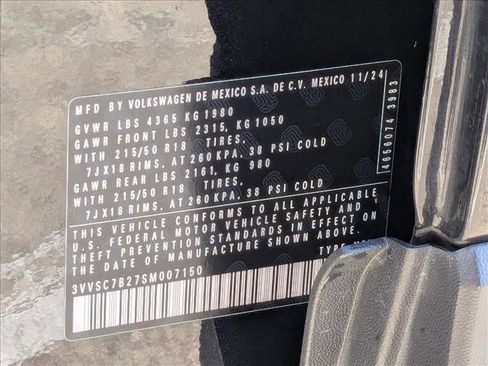 MFD BY VOLKSWAGEN DE MEXICO S.A. DE C.V. MEXICO 11/24
GVWR LBS 4365 KG 1980
GAWR FRONT LBS 2315, KG 1050
WITH 215/50 R18 TIRES,
7JX18 RIMS, AT 260 KPA, 38 PSI COLD
GAWR REAR LBS 2161, KG 980
WITH 215/50 R18 TIRES,
7JX18 RIMS, AT 260 KPA, 38 PSI COLD
THIS VEHICLE CONFORMS TO ALL APPLICABLE
U.S. FEDERAL MOTOR VEHICLE SAFETY AND
THEFT PREVENTION STANDARDS IN EFFECT ON
DATE OF MANUFACTURE SHOWN ABOVE.
3VVSC7B27SM007150 TYPE
4656074 3983